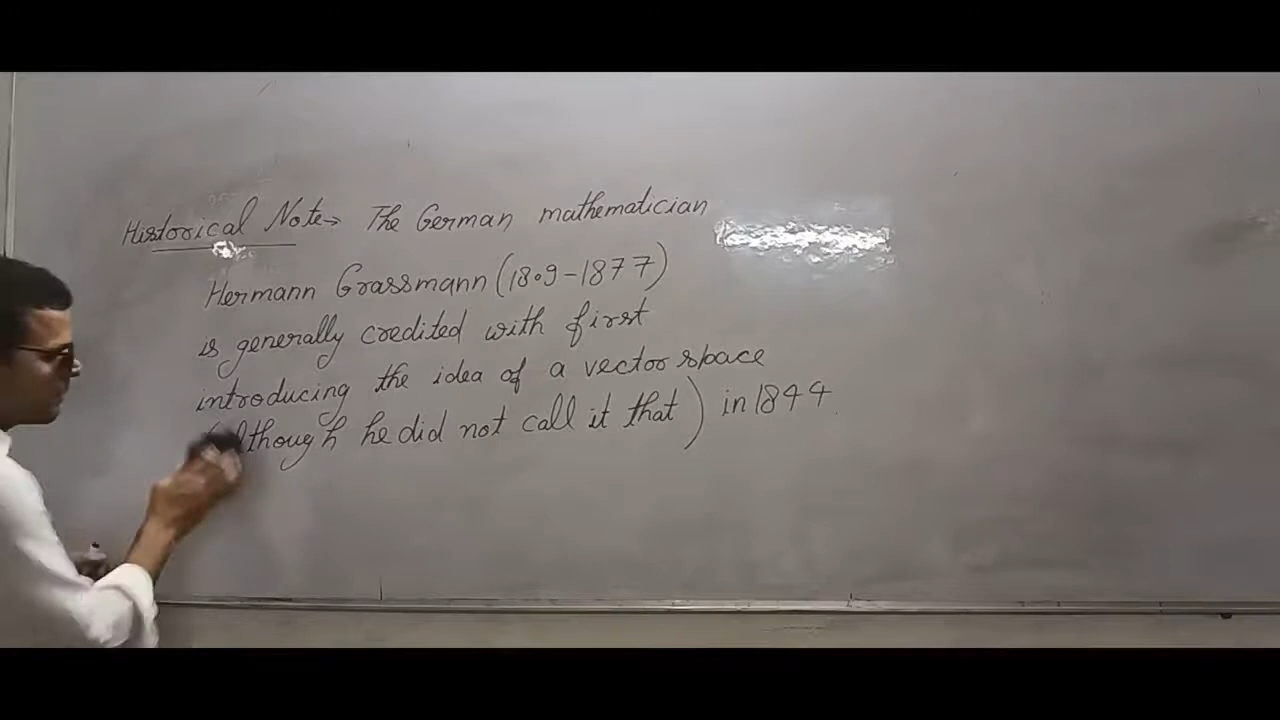 Historical Note→ The German mathematician
Hermann Grassmann (1809-1877)
is generally credited with first
introducing the idea of a vector space
(although he did not call it that) in 1844